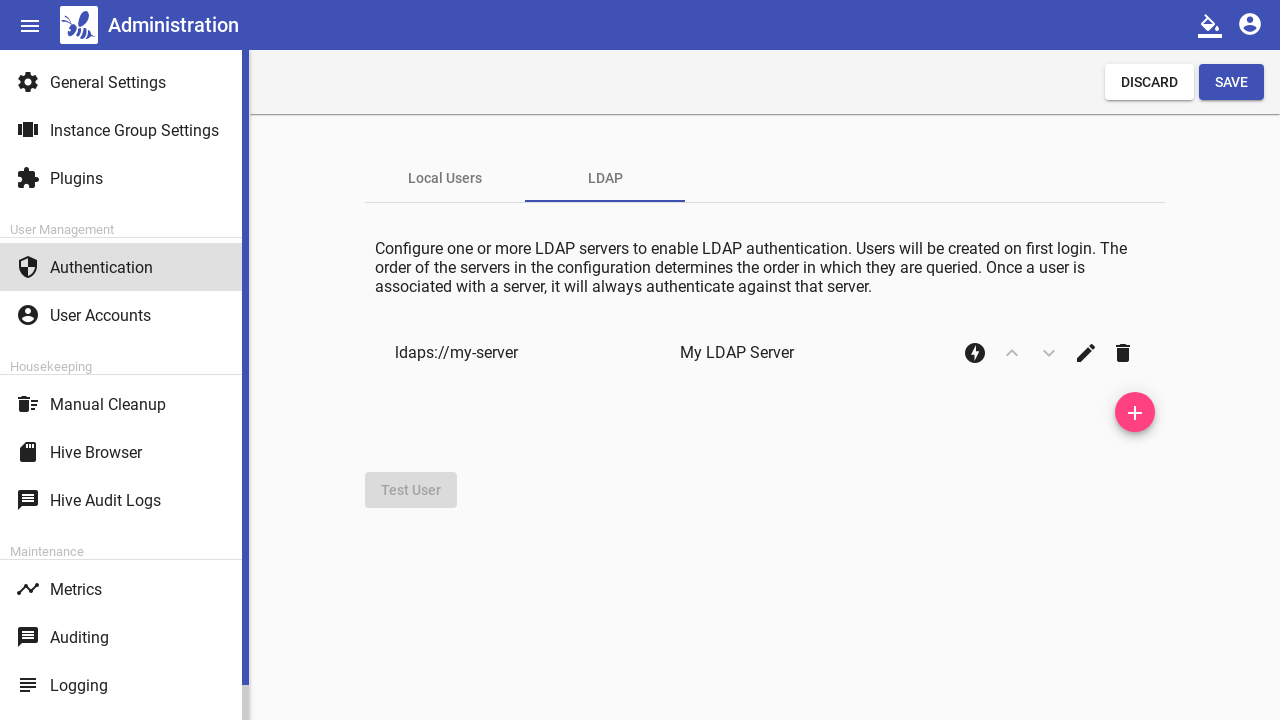 Administration
General Settings
Instance Group Settings
Plugins
User Management
Authentication
User Accounts
Housekeeping
Manual Cleanup
Hive Browser
Hive Audit Logs
Maintenance
Metrics
Auditing
Logging
DISCARD
SAVE
Local Users
LDAP
Configure one or more LDAP servers to enable LDAP authentication. Users will be created on first login. The
order of the servers in the configuration determines the order in which they are queried. Once a user is
associated with a server, it will always authenticate against that server.
ldaps://my-server
My LDAP Server
Test User